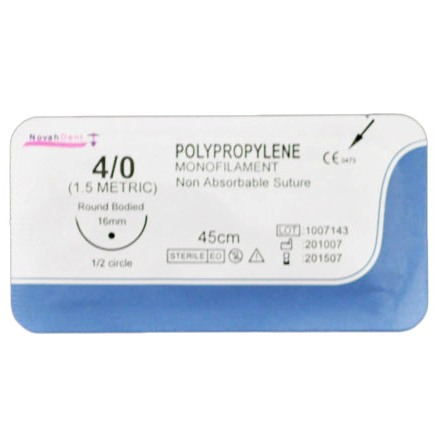 NovahDent
4/0
(1.5 METRIC)
Round Bodied
16mm
1/2 circle
POLYPROPYLENE
MONOFILAMENT
Non Absorbable Suture
45cm
STERILE EO
CE 0473
LOT :1007143
:201007
:201507